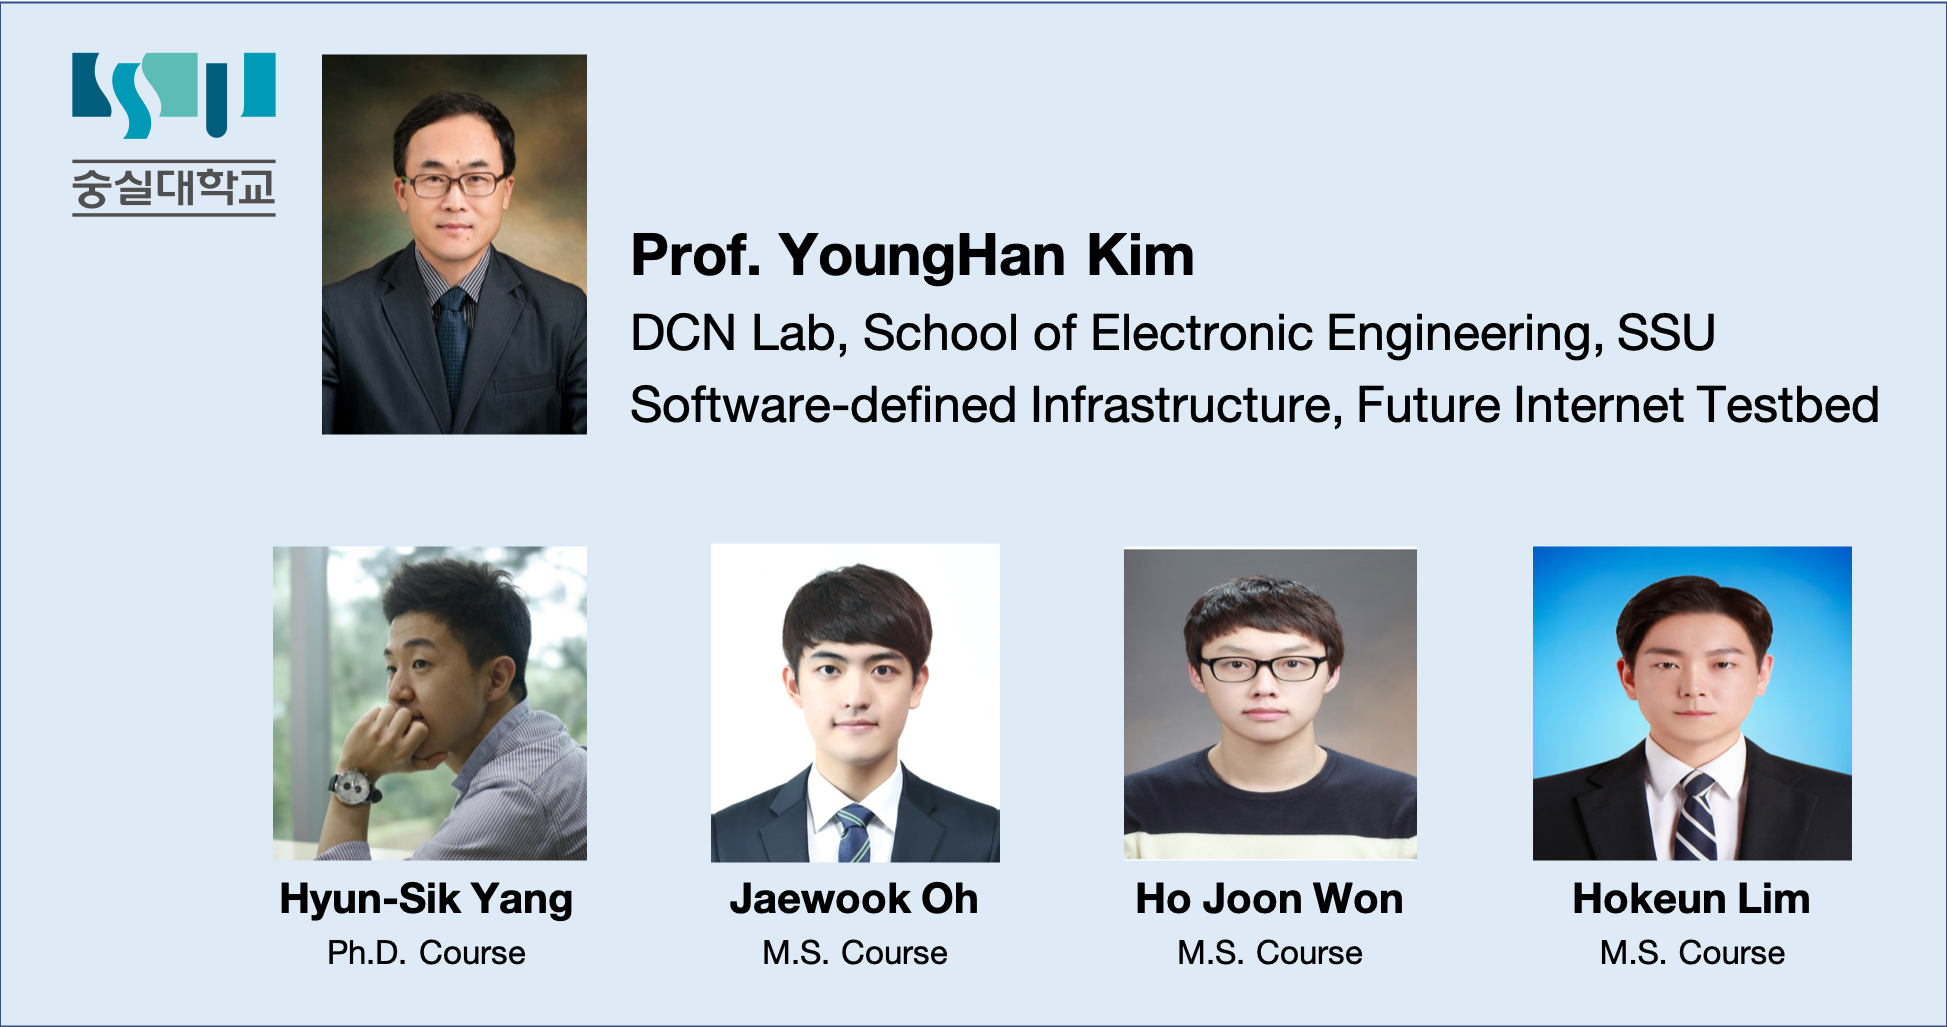 SSU
숭실대학교
Prof. YoungHan Kim
DCN Lab, School of Electronic Engineering, SSU
Software-defined Infrastructure, Future Internet Testbed
Hyun-Sik Yang
Ph.D. Course
Jaewook Oh
M.S. Course
Ho Joon Won
M.S. Course
Hokeun Lim
M.S. Course